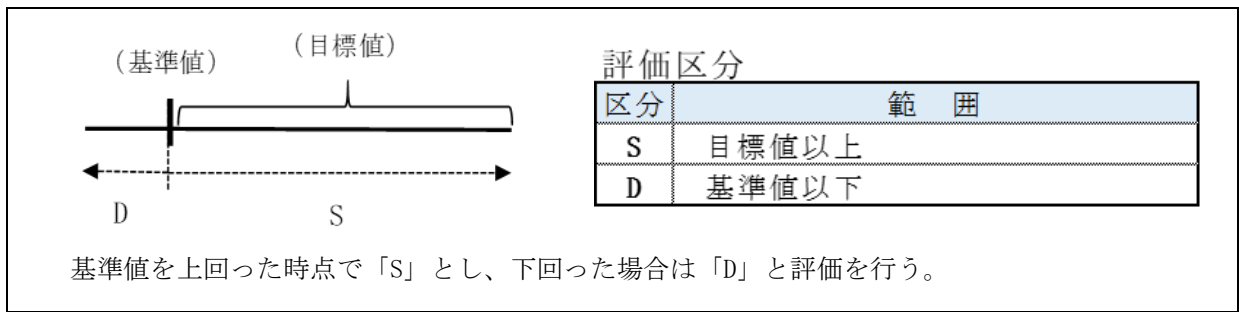 （基準値）
（目標値）
D
S
評価区分
区分 範　囲
S 目標値以上
D 基準値以下
基準値を上回った時点で「S」とし、下回った場合は「D」と評価を行う。